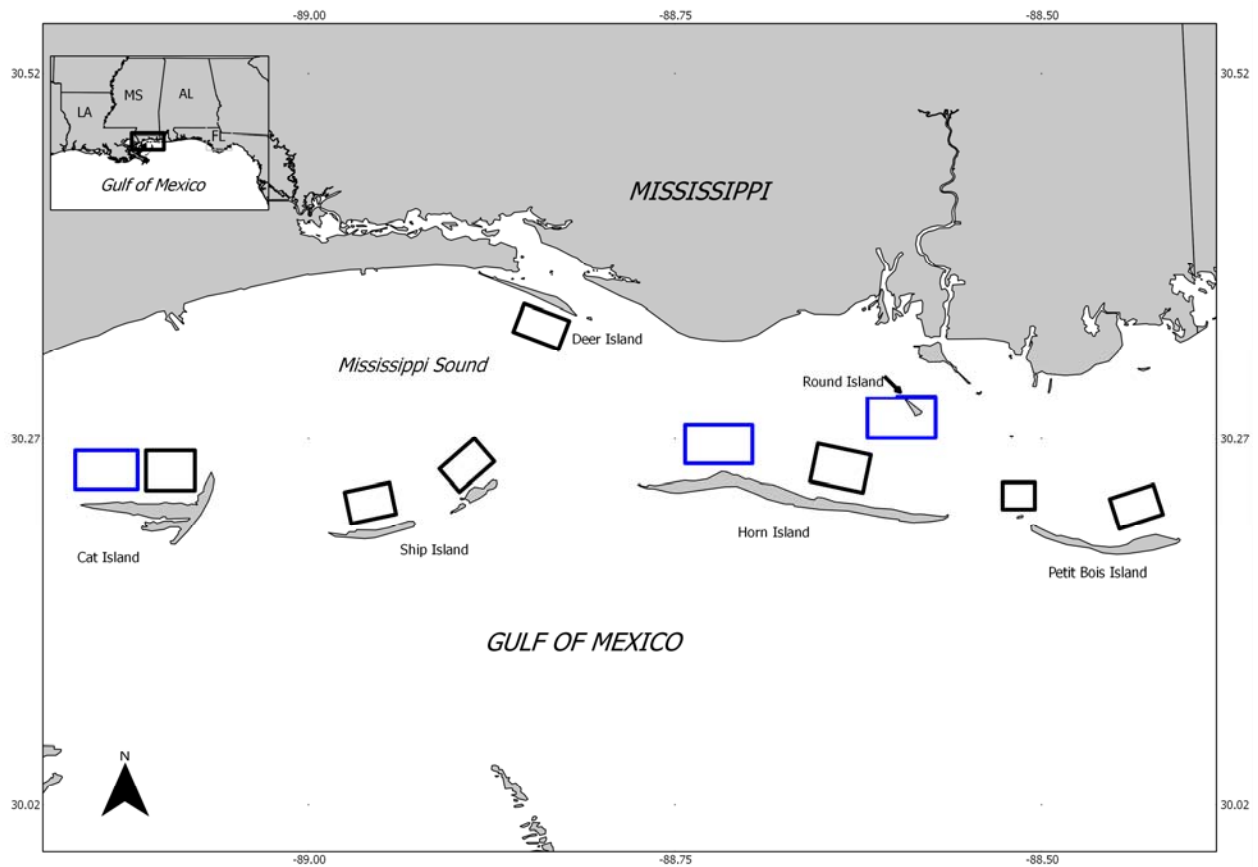 -89.00 -88.75 -88.50
30.52 30.52
MS AL
LA
FL
Gulf of Mexico
MISSISSIPPI
Deer Island
Mississippi Sound
Round Island
30.27 30.27
Horn Island
Ship Island
Cat Island
Petit Bois Island
GULF OF MEXICO
N
30.02 30.02
-89.00 -88.75 -88.50